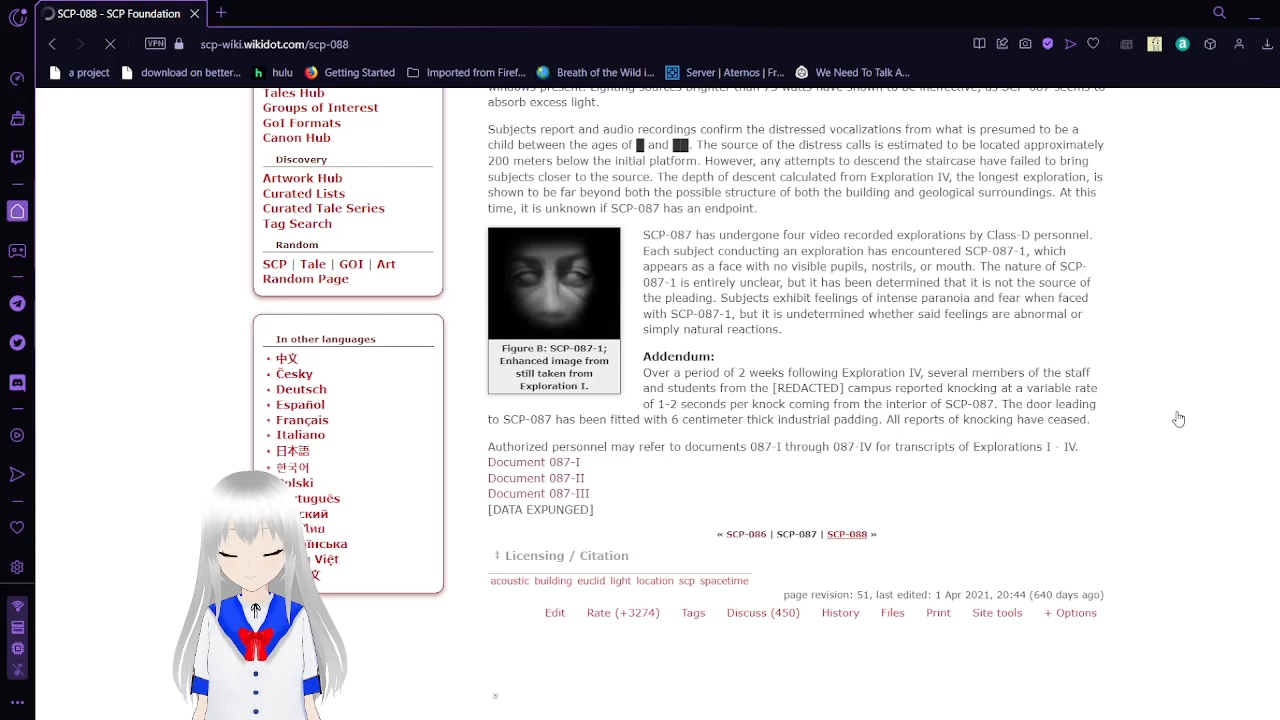 SCP-088 - SCP Foundation
VPN
scp-wiki.wikidot.com/scp-088
a project
download on better...
hulu
Getting Started
Imported from Firef...
Breath of the Wild i...
Server | Aternos | Fr...
We Need To Talk A...
Tales Hub
Groups of Interest
GoI Formats
Canon Hub
Discovery
Artwork Hub
Curated Lists
Curated Tale Series
Tag Search
Random
SCP | Tale | GOI | Art
Random Page
In other languages
中文
Česky
Deutsch
Español
Français
Italiano
日本語
한국어
olski
tuguês
ский
ไทย
їнська
Việt
文
windows present. Lighting sources brighter than 75 watts have shown to be ineffective, as SCP-087 seems to
absorb excess light.
Subjects report and audio recordings confirm the distressed vocalizations from what is presumed to be a
child between the ages of █ and ██. The source of the distress calls is estimated to be located approximately
200 meters below the initial platform. However, any attempts to descend the staircase have failed to bring
subjects closer to the source. The depth of descent calculated from Exploration IV, the longest exploration, is
shown to be far beyond both the possible structure of both the building and geological surroundings. At this
time, it is unknown if SCP-087 has an endpoint.
Figure B: SCP-087-1;
Enhanced image from
still taken from
Exploration I.
SCP-087 has undergone four video recorded explorations by Class-D personnel.
Each subject conducting an exploration has encountered SCP-087-1, which
appears as a face with no visible pupils, nostrils, or mouth. The nature of SCP-
087-1 is entirely unclear, but it has been determined that it is not the source of
the pleading. Subjects exhibit feelings of intense paranoia and fear when faced
with SCP-087-1, but it is undetermined whether said feelings are abnormal or
simply natural reactions.
Addendum:
Over a period of 2 weeks following Exploration IV, several members of the staff
and students from the [REDACTED] campus reported knocking at a variable rate
of 1-2 seconds per knock coming from the interior of SCP-087. The door leading
to SCP-087 has been fitted with 6 centimeter thick industrial padding. All reports of knocking have ceased.
Authorized personnel may refer to documents 087-I through 087-IV for transcripts of Explorations I - IV.
Document 087-I
Document 087-II
Document 087-III
[DATA EXPUNGED]
« SCP-086 | SCP-087 | SCP-088 »
‡ Licensing / Citation
acoustic building euclid light location scp spacetime
page revision: 51, last edited: 1 Apr 2021, 20:44 (640 days ago)
Edit Rate (+3274) Tags Discuss (450) History Files Print Site tools + Options